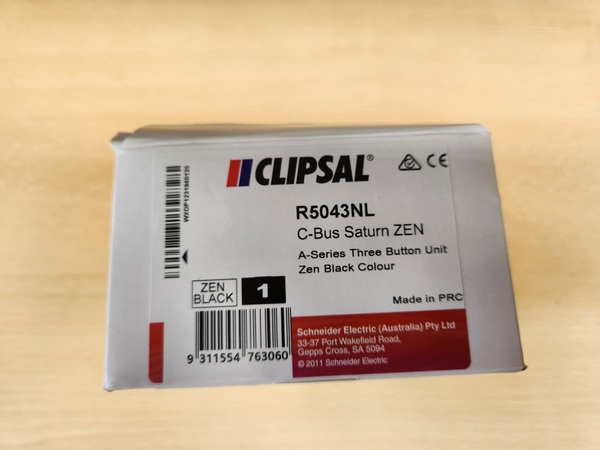 CLIPSAL®
CE
WXOP1231940135
R5043NL
C-Bus Saturn ZEN
A-Series Three Button Unit
Zen Black Colour
ZEN
BLACK
1
Made in PRC
Schneider Electric (Australia) Pty Ltd
33-37 Port Wakefield Road,
Gepps Cross, SA 5094
© 2011 Schneider Electric
9 311554 763060